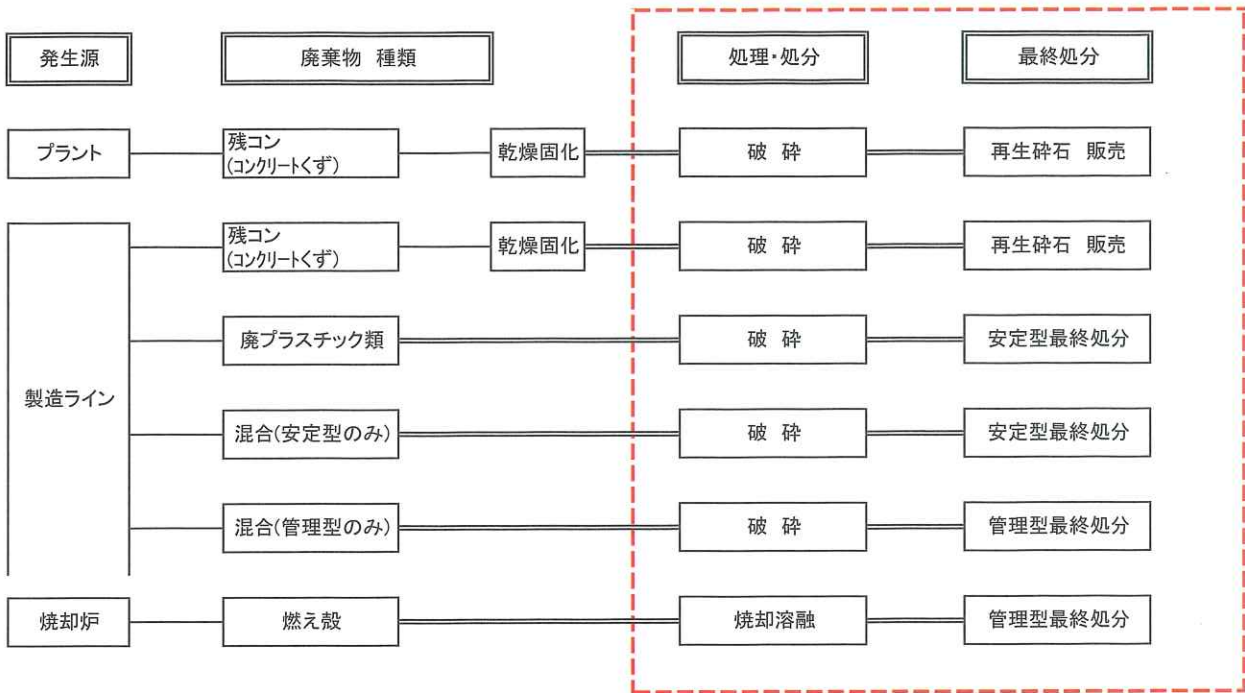 発生源
廃棄物 種類
処理・処分
最終処分
プラント
残コン
(コンクリートくず)
乾燥固化
破 砕
再生砕石 販売
製造ライン
残コン
(コンクリートくず)
乾燥固化
破 砕
再生砕石 販売
廃プラスチック類
破 砕
安定型最終処分
混合(安定型のみ)
破 砕
安定型最終処分
混合(管理型のみ)
破 砕
管理型最終処分
焼却炉
燃え殻
焼却溶融
管理型最終処分